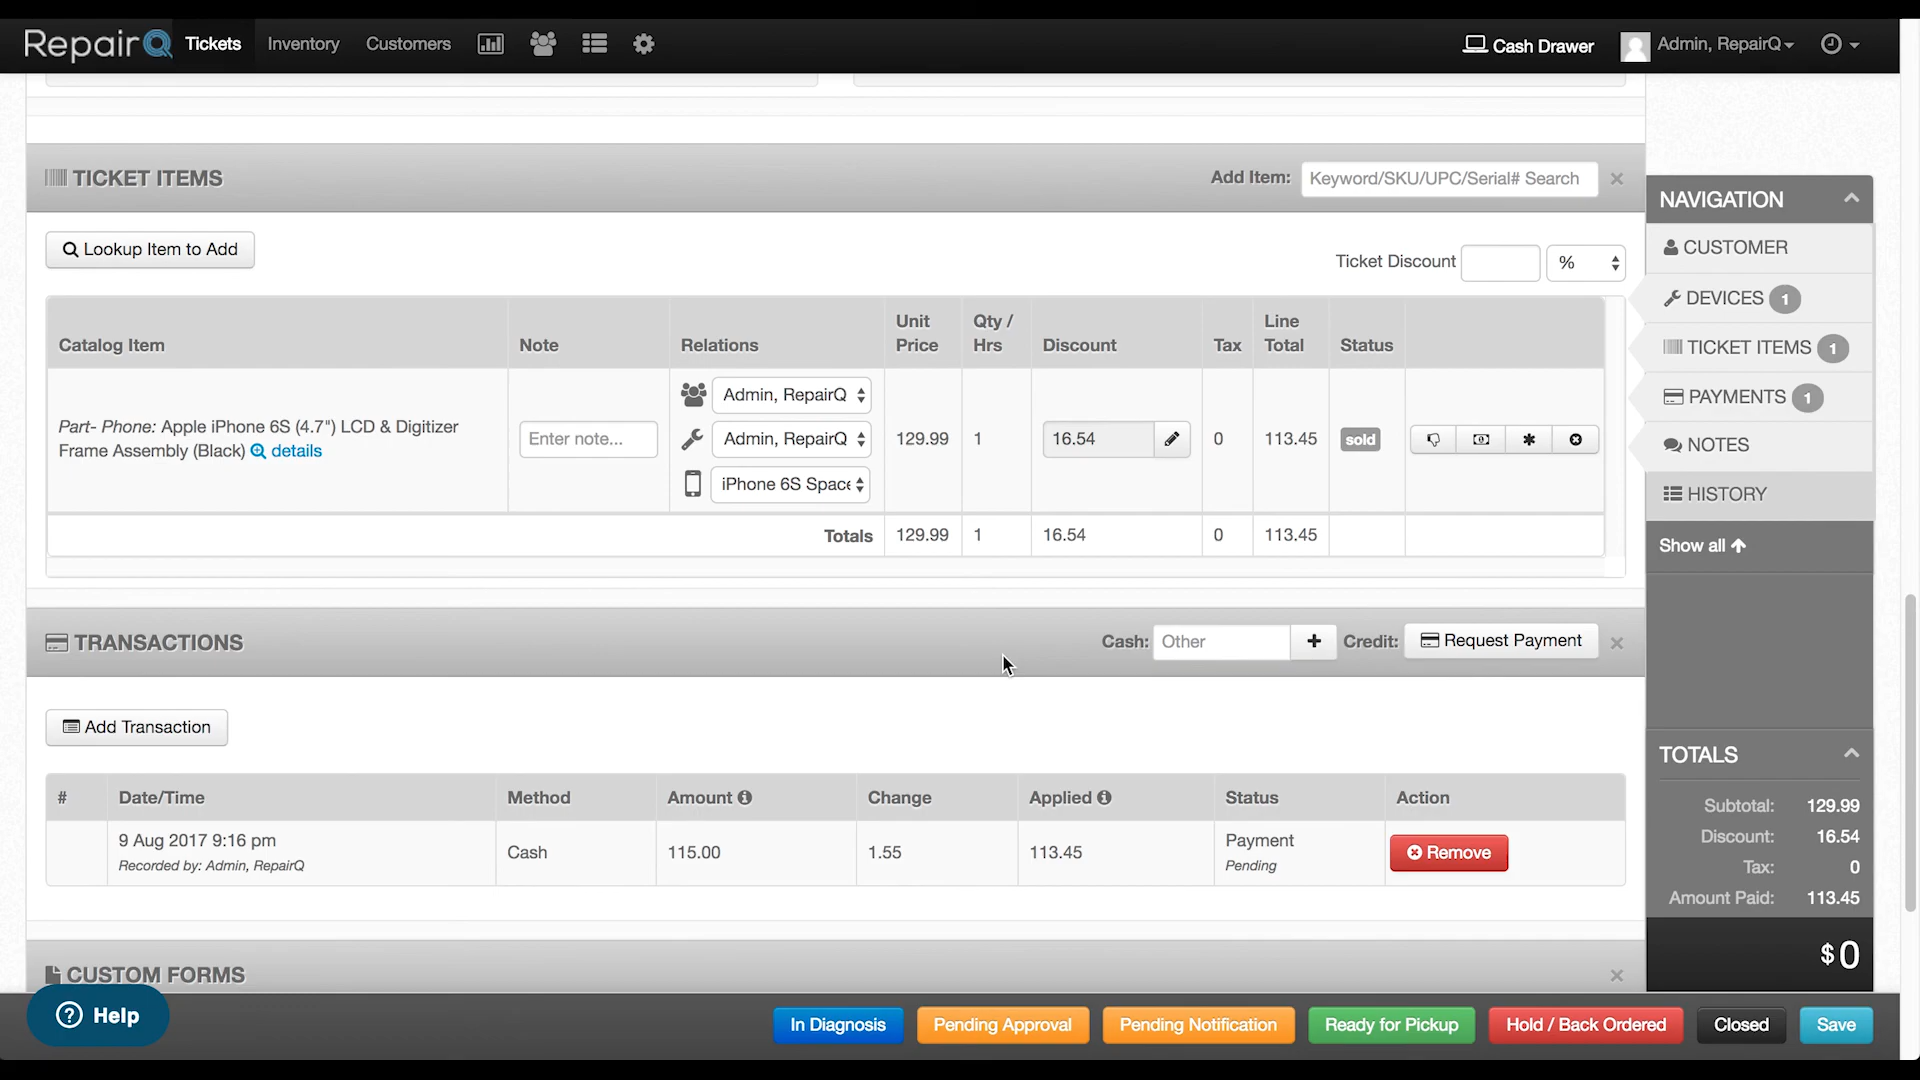 RepairQ Tickets Inventory Customers Cash Drawer Admin, RepairQ
TICKET ITEMS Add Item: Keyword/SKU/UPC/Serial# Search
Lookup Item to Add
Ticket Discount %
Catalog Item Note Relations Unit Price Qty / Hrs Discount Tax Line Total Status
Part- Phone: Apple iPhone 6S (4.7") LCD & Digitizer
Frame Assembly (Black) details
Enter note...
Admin, RepairQ
Admin, RepairQ
iPhone 6S Space
129.99 1 16.54 0 113.45 sold
Totals 129.99 1 16.54 0 113.45
TRANSACTIONS Cash: Other Credit: Request Payment
Add Transaction
# Date/Time Method Amount Change Applied Status Action
9 Aug 2017 9:16 pm
Recorded by: Admin, RepairQ
Cash 115.00 1.55 113.45
Payment
Pending
Remove
CUSTOM FORMS
NAVIGATION
CUSTOMER
DEVICES 1
TICKET ITEMS 1
PAYMENTS 1
NOTES
HISTORY
Show all
TOTALS
Subtotal: 129.99
Discount: 16.54
Tax: 0
Amount Paid: 113.45
$0
? Help
In Diagnosis Pending Approval Pending Notification Ready for Pickup Hold / Back Ordered Closed Save